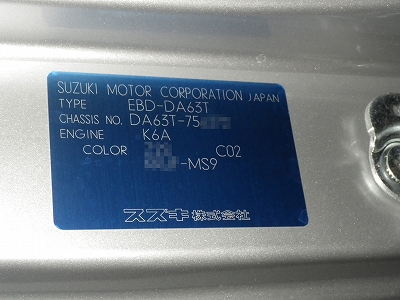 SUZUKI MOTOR CORPORATION JAPAN
TYPE EBD-DA63T
CHASSIS NO. DA63T-75
ENGINE K6A
COLOR C02
-MS9
スズキ株式会社